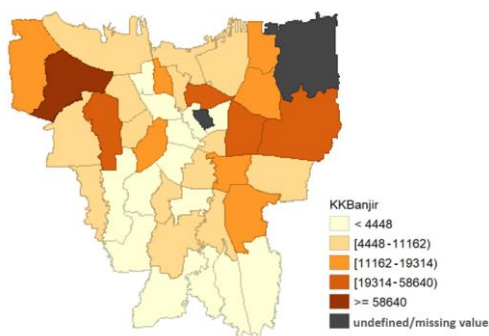 KKBanjir
< 4448
[4448-11162)
[11162-19314)
[19314-58640)
>= 58640
undefined/missing value